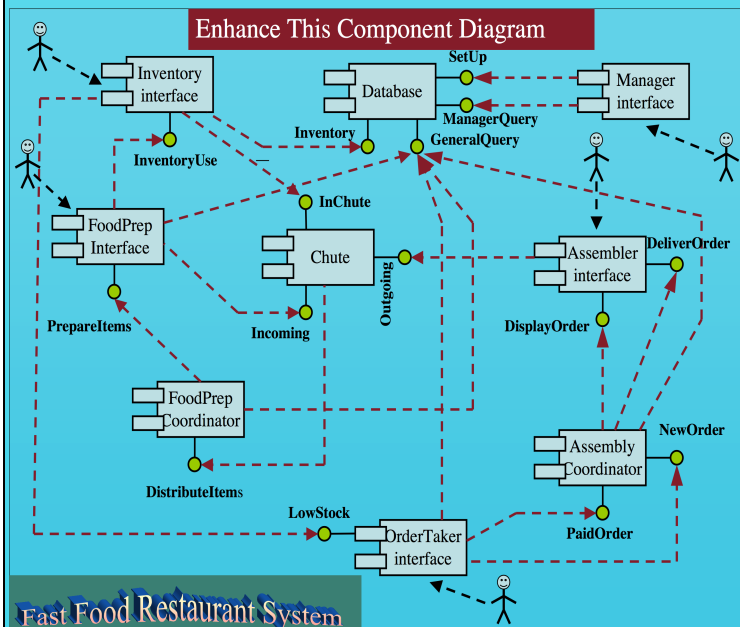 Enhance This Component Diagram
SetUp
Inventory
interface
Database
Manager
interface
ManagerQuery
Inventory
GeneralQuery
InventoryUse
InChute
FoodPrep
Interface
Chute
Outgoing
Assembler
interface
DeliverOrder
PrepareItems
Incoming
DisplayOrder
FoodPrep
Coordinator
NewOrder
Assembly
Coordinator
DistributeItems
LowStock
OrderTaker
interface
PaidOrder
Fast Food Restaurant System